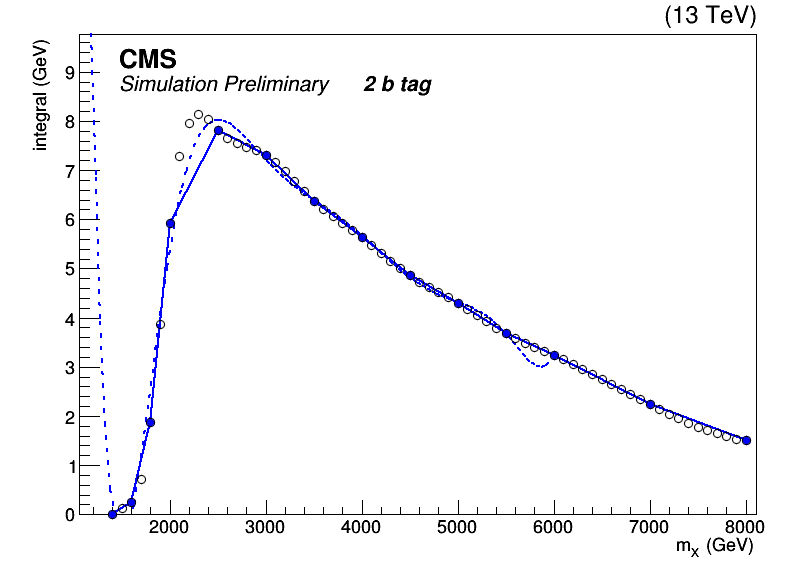 (13 TeV)
CMS
Simulation Preliminary 2 b tag
integral (GeV)
9
8
7
6
5
4
3
2
1
0
2000 3000 4000 5000 6000 7000 8000
mX (GeV)